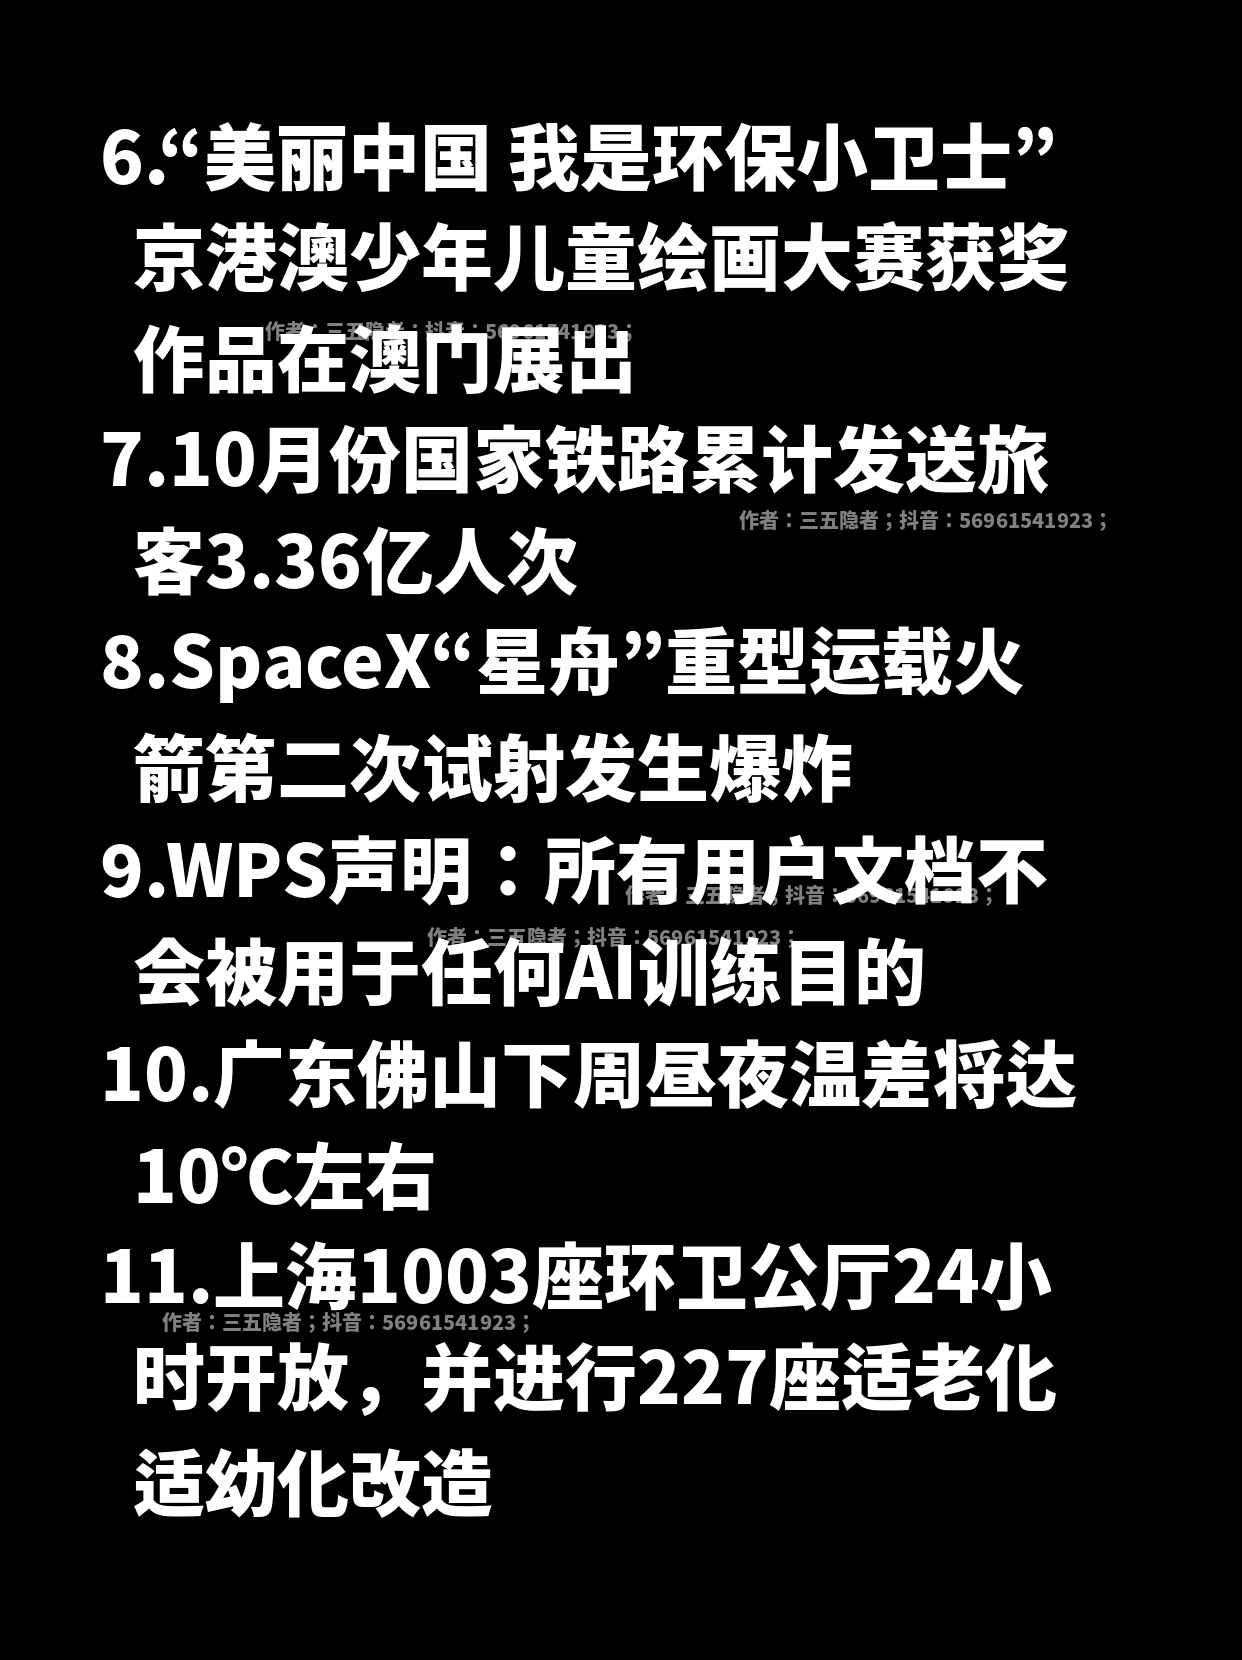 6.“美丽中国 我是环保小卫士”
京港澳少年儿童绘画大赛获奖
作者：三五隐者；抖音：56961541923；
作品在澳门展出
7.10月份国家铁路累计发送旅
作者：三五隐者；抖音：56961541923；
客3.36亿人次
8.SpaceX“星舟”重型运载火
箭第二次试射发生爆炸
9.WPS声明：所有用户文档不
作者：三五隐者；抖音：56961541923；
作者：三五隐者；抖音：56961541923；
会被用于任何AI训练目的
10.广东佛山下周昼夜温差将达
10℃左右
11.上海1003座环卫公厅24小
作者：三五隐者；抖音：56961541923；
时开放，并进行227座适老化
适幼化改造